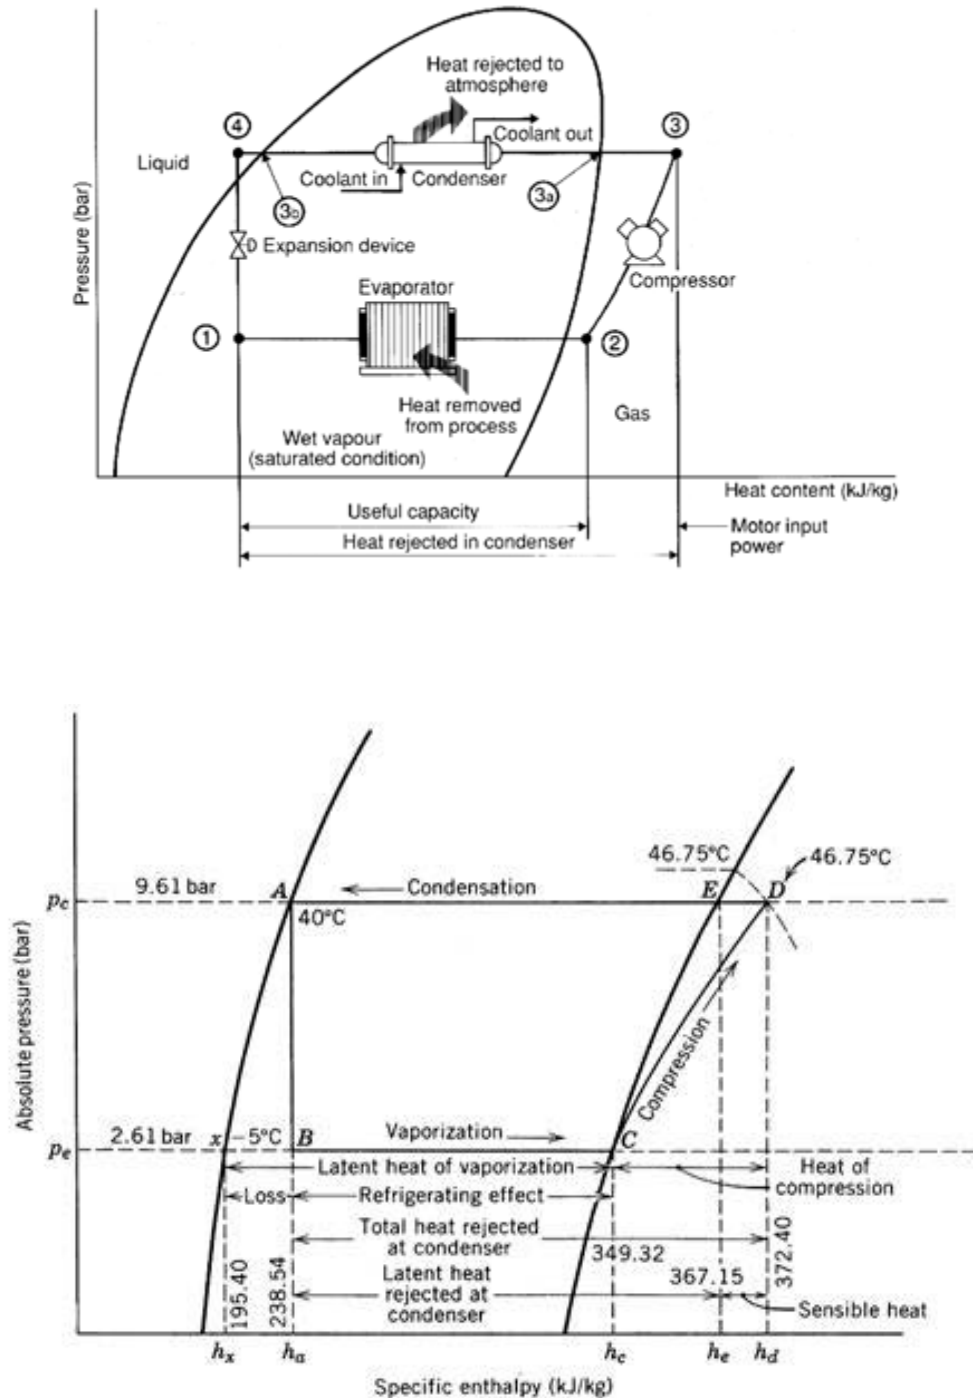 Heat rejected to
atmosphere
4
3
Coolant out
Liquid
Coolant in
Condenser
3b
3a
Pressure (bar)
Expansion device
Compressor
Evaporator
1
2
Heat removed
from process
Gas
Wet vapour
(saturated condition)
Heat content (kJ/kg)
Useful capacity
Motor input
power
Heat rejected in condenser
46.75°C
46.75°C
9.61 bar
A
Condensation
E
D
pc
40°C
Absolute pressure (bar)
Compression
2.61 bar
x
–5°C
B
Vaporization
C
pe
Latent heat of vaporization
Heat of
compression
Loss
Refrigerating effect
Total heat rejected
at condenser
349.32
372.40
195.40
238.54
Latent heat
rejected at
condenser
367.15
Sensible heat
hx
ha
hc
he
hd
Specific enthalpy (kJ/kg)